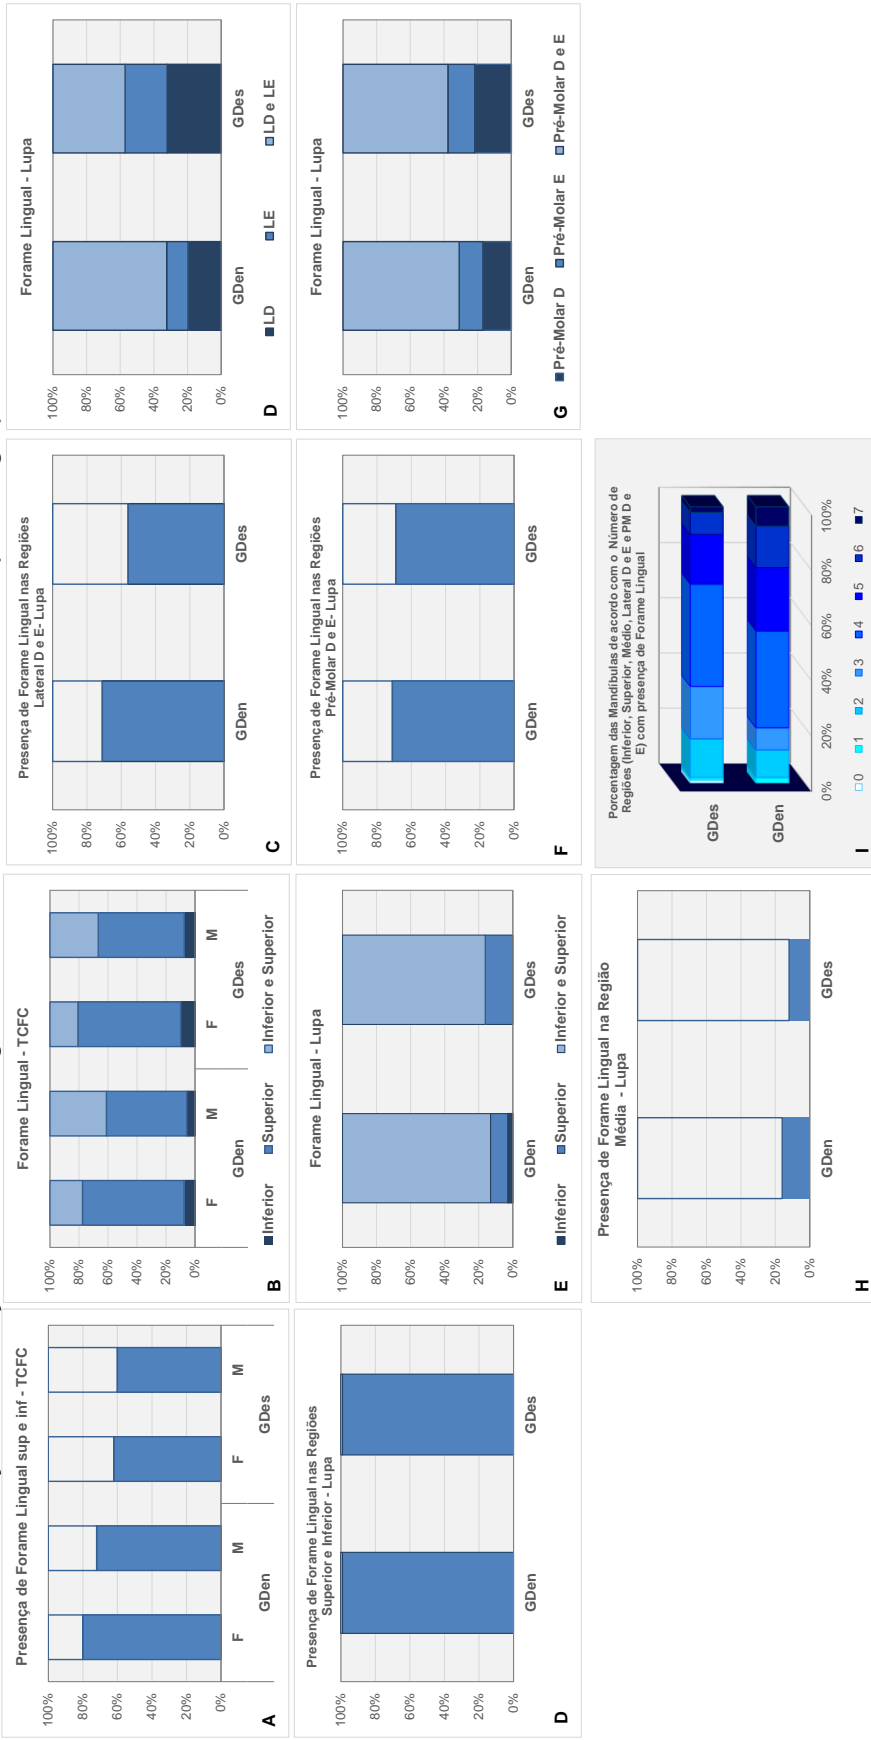 Presença de Forame Lingual sup e inf - TCFC
100%
80%
60%
40%
20%
0%
F M F M
GDen GDes
A
Forame Lingual - TCFC
100%
80%
60%
40%
20%
0%
F M F M
GDen GDes
Inferior Superior Inferior e Superior
B
Presença de Forame Lingual nas Regiões
Lateral D e E- Lupa
100%
80%
60%
40%
20%
0%
GDen GDes
C
Forame Lingual - Lupa
100%
80%
60%
40%
20%
0%
GDen GDes
LD LE LD e LE
D
Presença de Forame Lingual nas Regiões
Superior e Inferior - Lupa
100%
80%
60%
40%
20%
0%
GDen GDes
D
Forame Lingual - Lupa
100%
80%
60%
40%
20%
0%
GDen GDes
Inferior Superior Inferior e Superior
E
Presença de Forame Lingual nas Regiões
Pré-Molar D e E- Lupa
100%
80%
60%
40%
20%
0%
GDen GDes
F
Forame Lingual - Lupa
100%
80%
60%
40%
20%
0%
GDen GDes
Pré-Molar D Pré-Molar E Pré-Molar D e E
G
Presença de Forame Lingual na Região
Média - Lupa
100%
80%
60%
40%
20%
0%
GDen GDes
H
Porcentagem das Mandíbulas de acordo com o Número de
Regiões (Inferior, Superior, Médio, Lateral D e E e PM D e
E) com presença de Forame Lingual
GDes
GDen
0% 20% 40% 60% 80% 100%
0 1 2 3 4 5 6 7
I